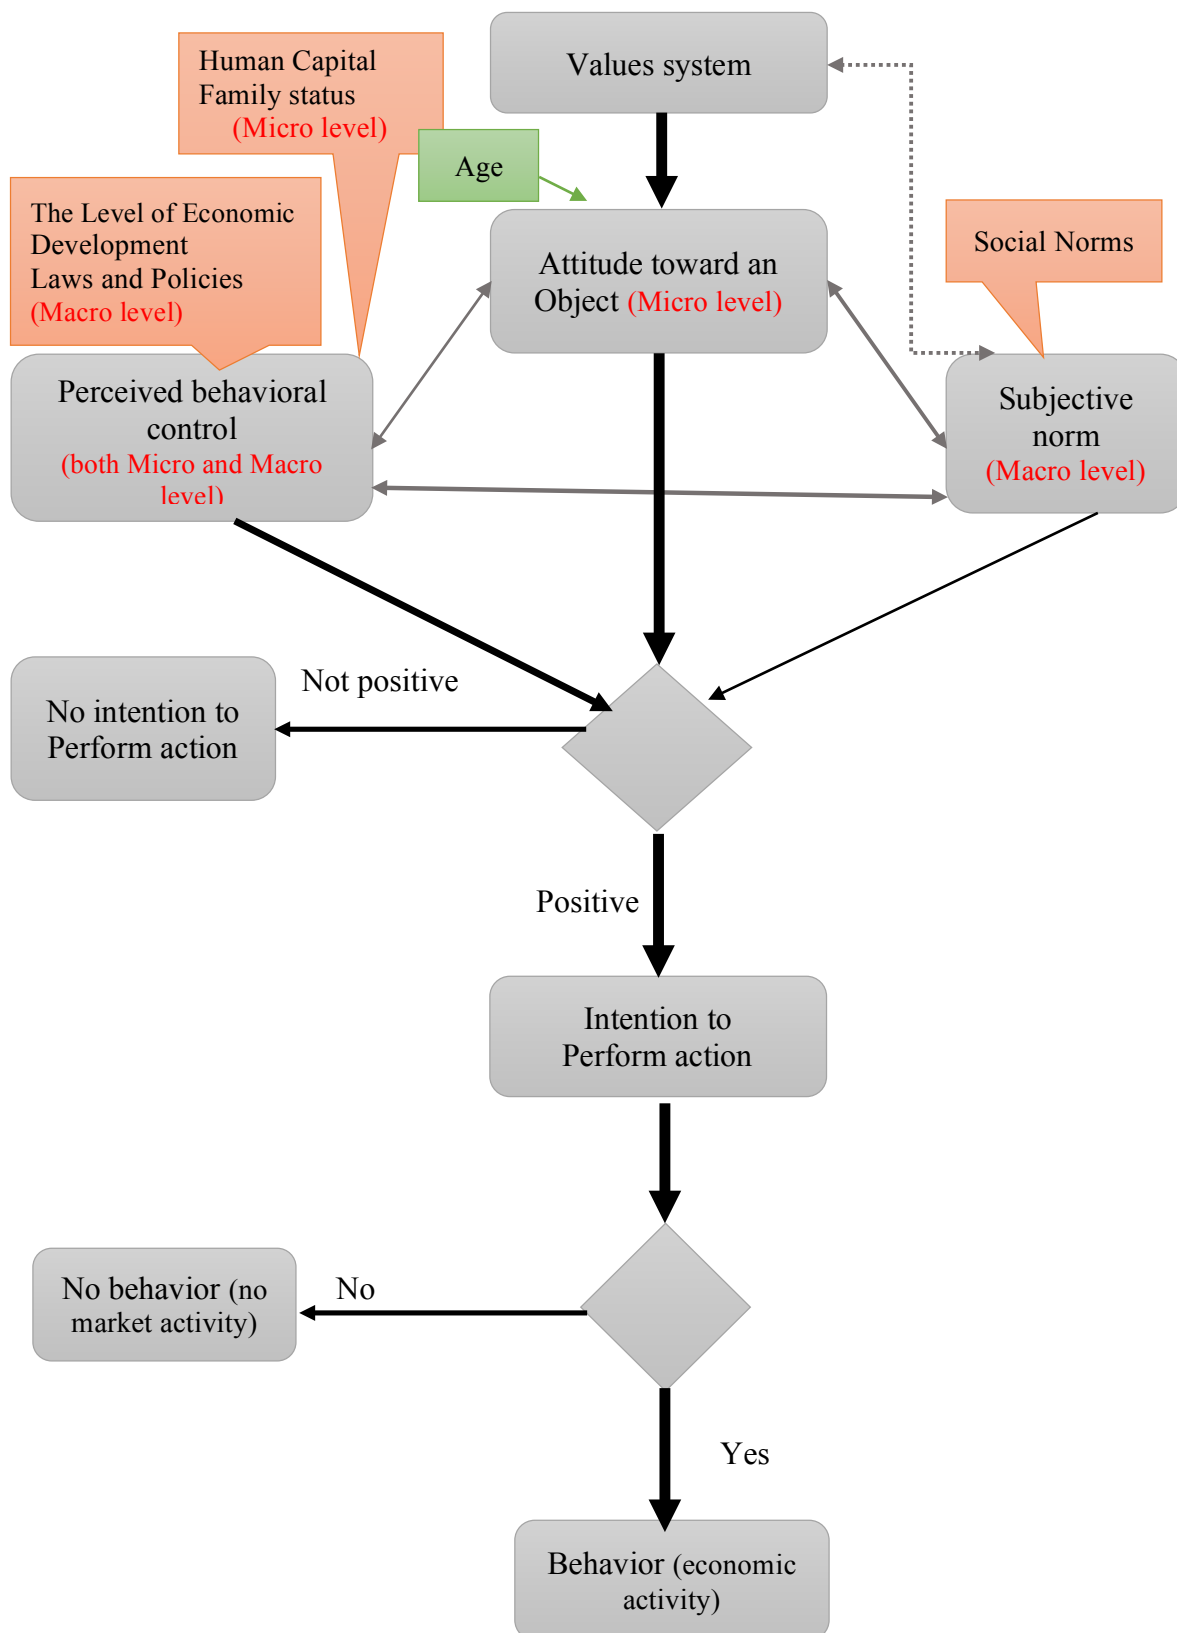 Values system
Human Capital
Family status
(Micro level)
Age
The Level of Economic
Development
Laws and Policies
(Macro level)
Attitude toward an
Object (Micro level)
Social Norms
Perceived behavioral
control
(both Micro and Macro
level)
Subjective
norm
(Macro level)
Not positive
No intention to
Perform action
Positive
Intention to
Perform action
No
No behavior (no
market activity)
Yes
Behavior (economic
activity)